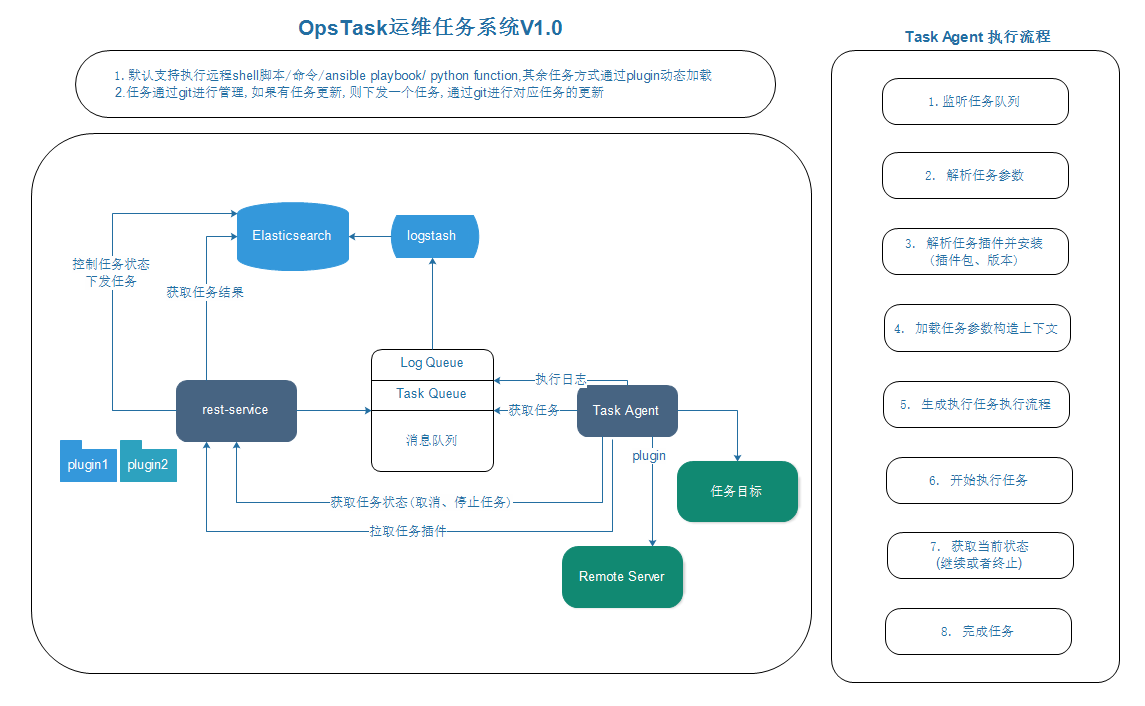 OpsTask运维任务系统V1.0
1. 默认支持执行远程shell脚本/命令/ansible playbook/ python function,其余任务方式通过plugin动态加载
2.任务通过git进行管理, 如果有任务更新, 则下发一个任务, 通过git进行对应任务的更新
Elasticsearch
logstash
控制任务状态
下发任务
获取任务结果
Log Queue
Task Queue
消息队列
执行日志
获取任务
rest-service
Task Agent
plugin1
plugin2
plugin
任务目标
获取任务状态(取消、停止任务)
拉取任务插件
Remote Server
Task Agent 执行流程
1. 监听任务队列
2. 解析任务参数
3. 解析任务插件并安装
(插件包、版本)
4. 加载任务参数构造上下文
5. 生成执行任务执行流程
6. 开始执行任务
7. 获取当前状态
(继续或者终止)
8. 完成任务